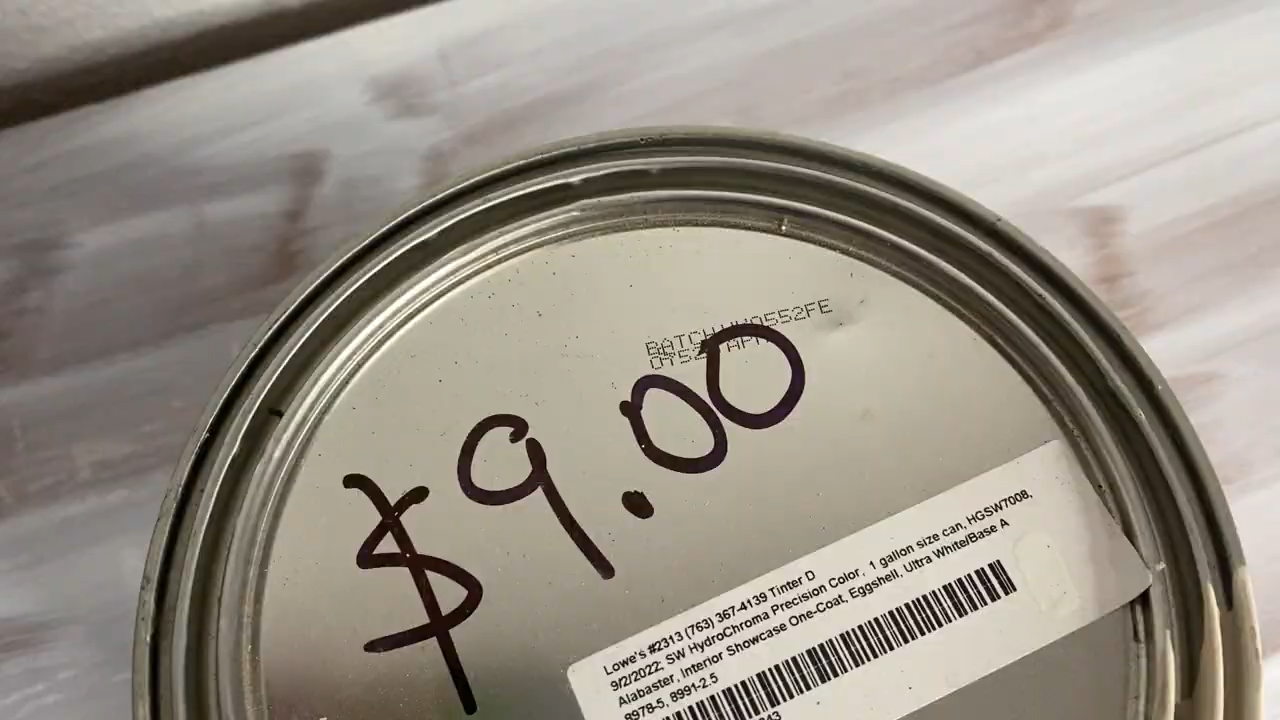 BATCH 0552FE
$9.00
Lowe's #2313 (763) 367-4139 Tinter D
9/2/2022, SW HydroChroma Precision Color, 1 gallon size can, HGSW7008,
Alabaster, Interior Showcase One-Coat, Eggshell, Ultra White/Base A
8978-5, 8991-2.5